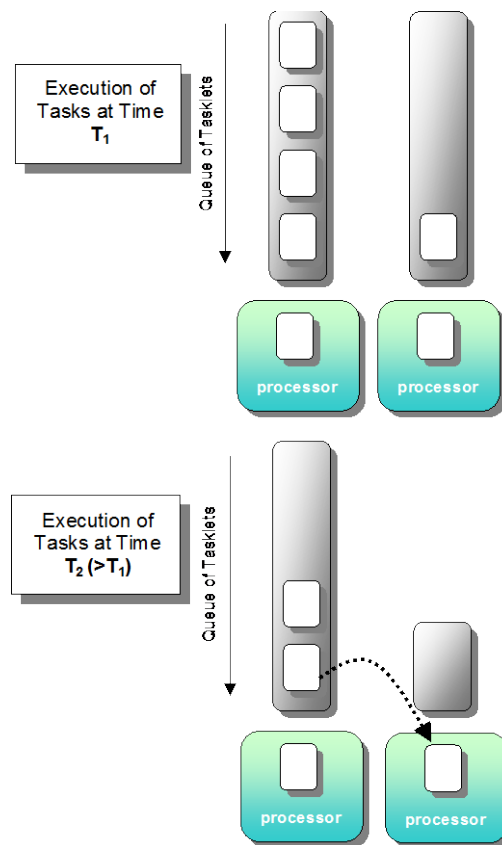 Execution of
Tasks at Time
T₁
Queue of Tasklets
processor
processor
Execution of
Tasks at Time
T₂ (>T₁)
Queue of Tasklets
processor
processor